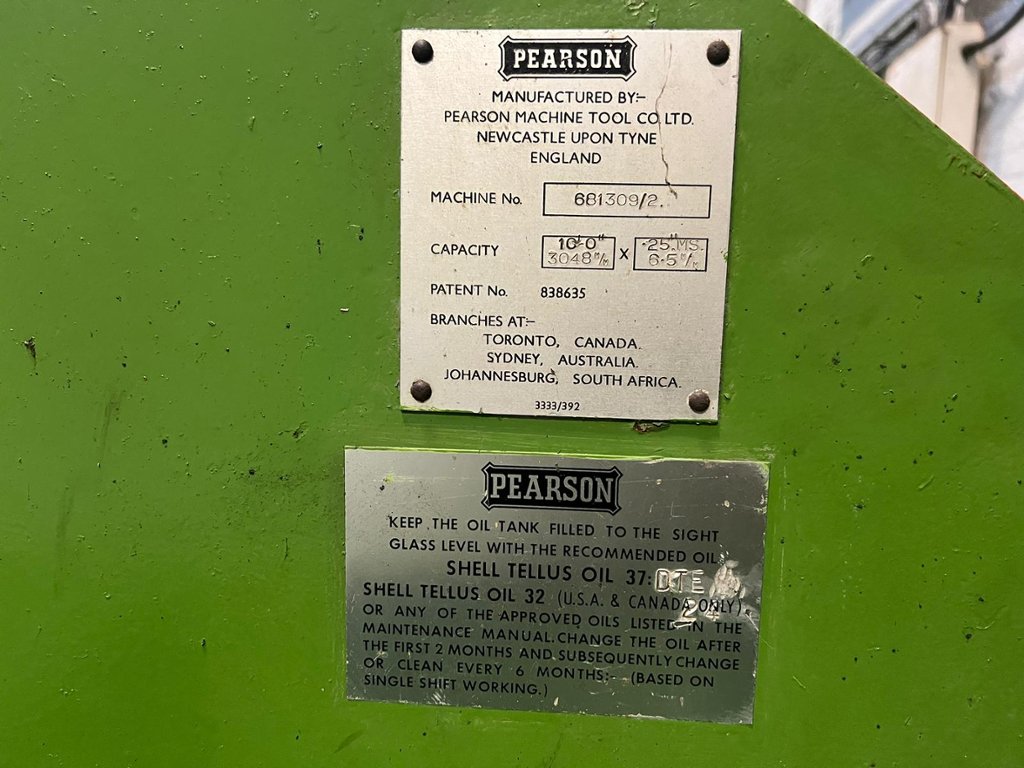 PEARSON
MANUFACTURED BY:-
PEARSON MACHINE TOOL CO. LTD.
NEWCASTLE UPON TYNE
ENGLAND
MACHINE No. 681309/2.
CAPACITY 10'-0" 3048 M/M X .25" MS. 6.5 M/M
PATENT No. 838635
BRANCHES AT:-
TORONTO, CANADA.
SYDNEY, AUSTRALIA.
JOHANNESBURG, SOUTH AFRICA.
3333/392
PEARSON
KEEP THE OIL TANK FILLED TO THE SIGHT
GLASS LEVEL WITH THE RECOMMENDED OIL
SHELL TELLUS OIL 37: DTE
SHELL TELLUS OIL 32 (U.S.A. & CANADA ONLY) 24
OR ANY OF THE APPROVED OILS LISTED IN THE
MAINTENANCE MANUAL. CHANGE THE OIL AFTER
THE FIRST 2 MONTHS AND SUBSEQUENTLY CHANGE
OR CLEAN EVERY 6 MONTHS:- (BASED ON
SINGLE SHIFT WORKING.)